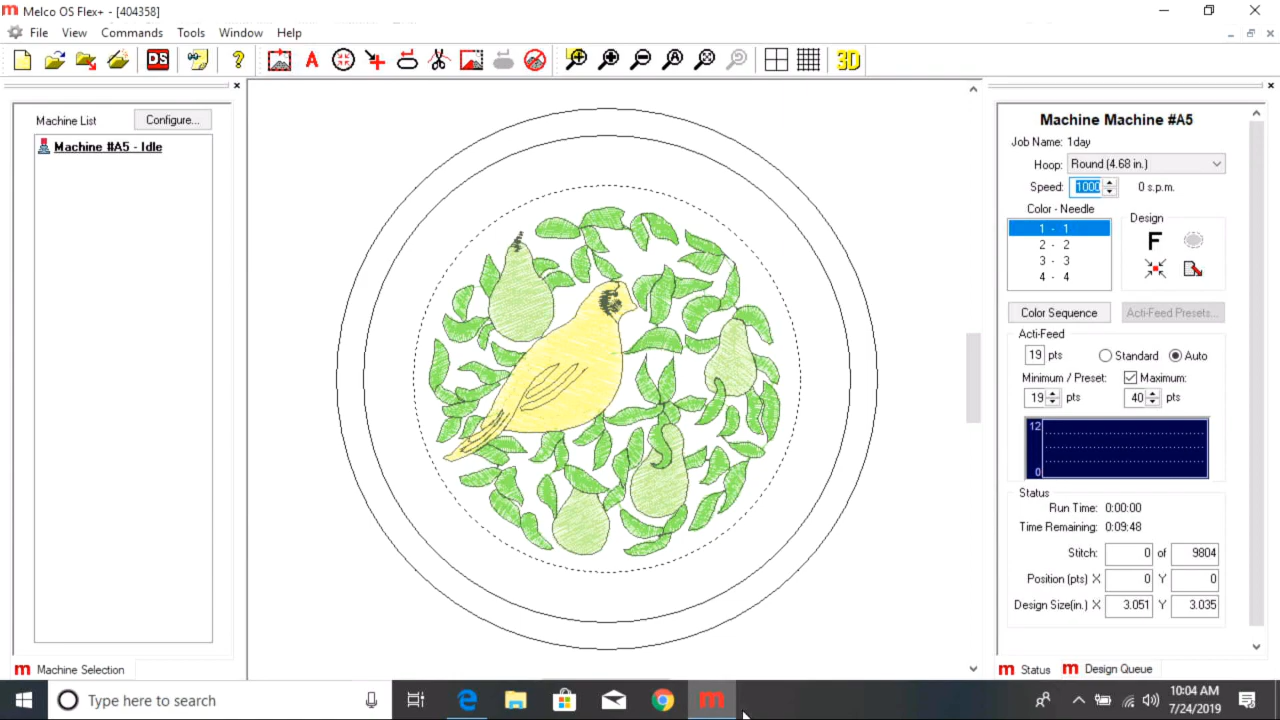 Melco OS Flex+ - [404358]
File View Commands Tools Window Help
DS A ? 3D
Machine List Configure...
Machine #A5 - Idle
Machine Selection
Machine Machine #A5
Job Name: 1day
Hoop: Round (4.68 in.)
Speed: 1000 0 s.p.m.
Color - Needle
1 - 1
2 - 2
3 - 3
4 - 4
Design
F
Color Sequence Acti-Feed Presets...
Acti-Feed
19 pts Standard Auto
Minimum / Preset: Maximum:
19 pts 40 pts
12
0
Status
Run Time: 0:00:00
Time Remaining: 0:09:48
Stitch: 0 of 9804
Position (pts) X 0 Y 0
Design Size(in.) X 3.051 Y 3.035
Status Design Queue
Type here to search
10:04 AM
7/24/2019